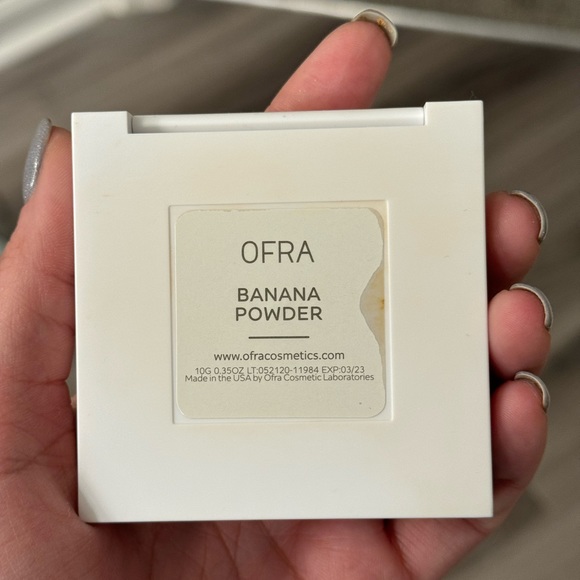 OFRA
BANANA
POWDER
www.ofracosmetics.com
10G 0.35OZ LT:052120-11984 EXP:03/23
Made in the USA by Ofra Cosmetic Laboratories